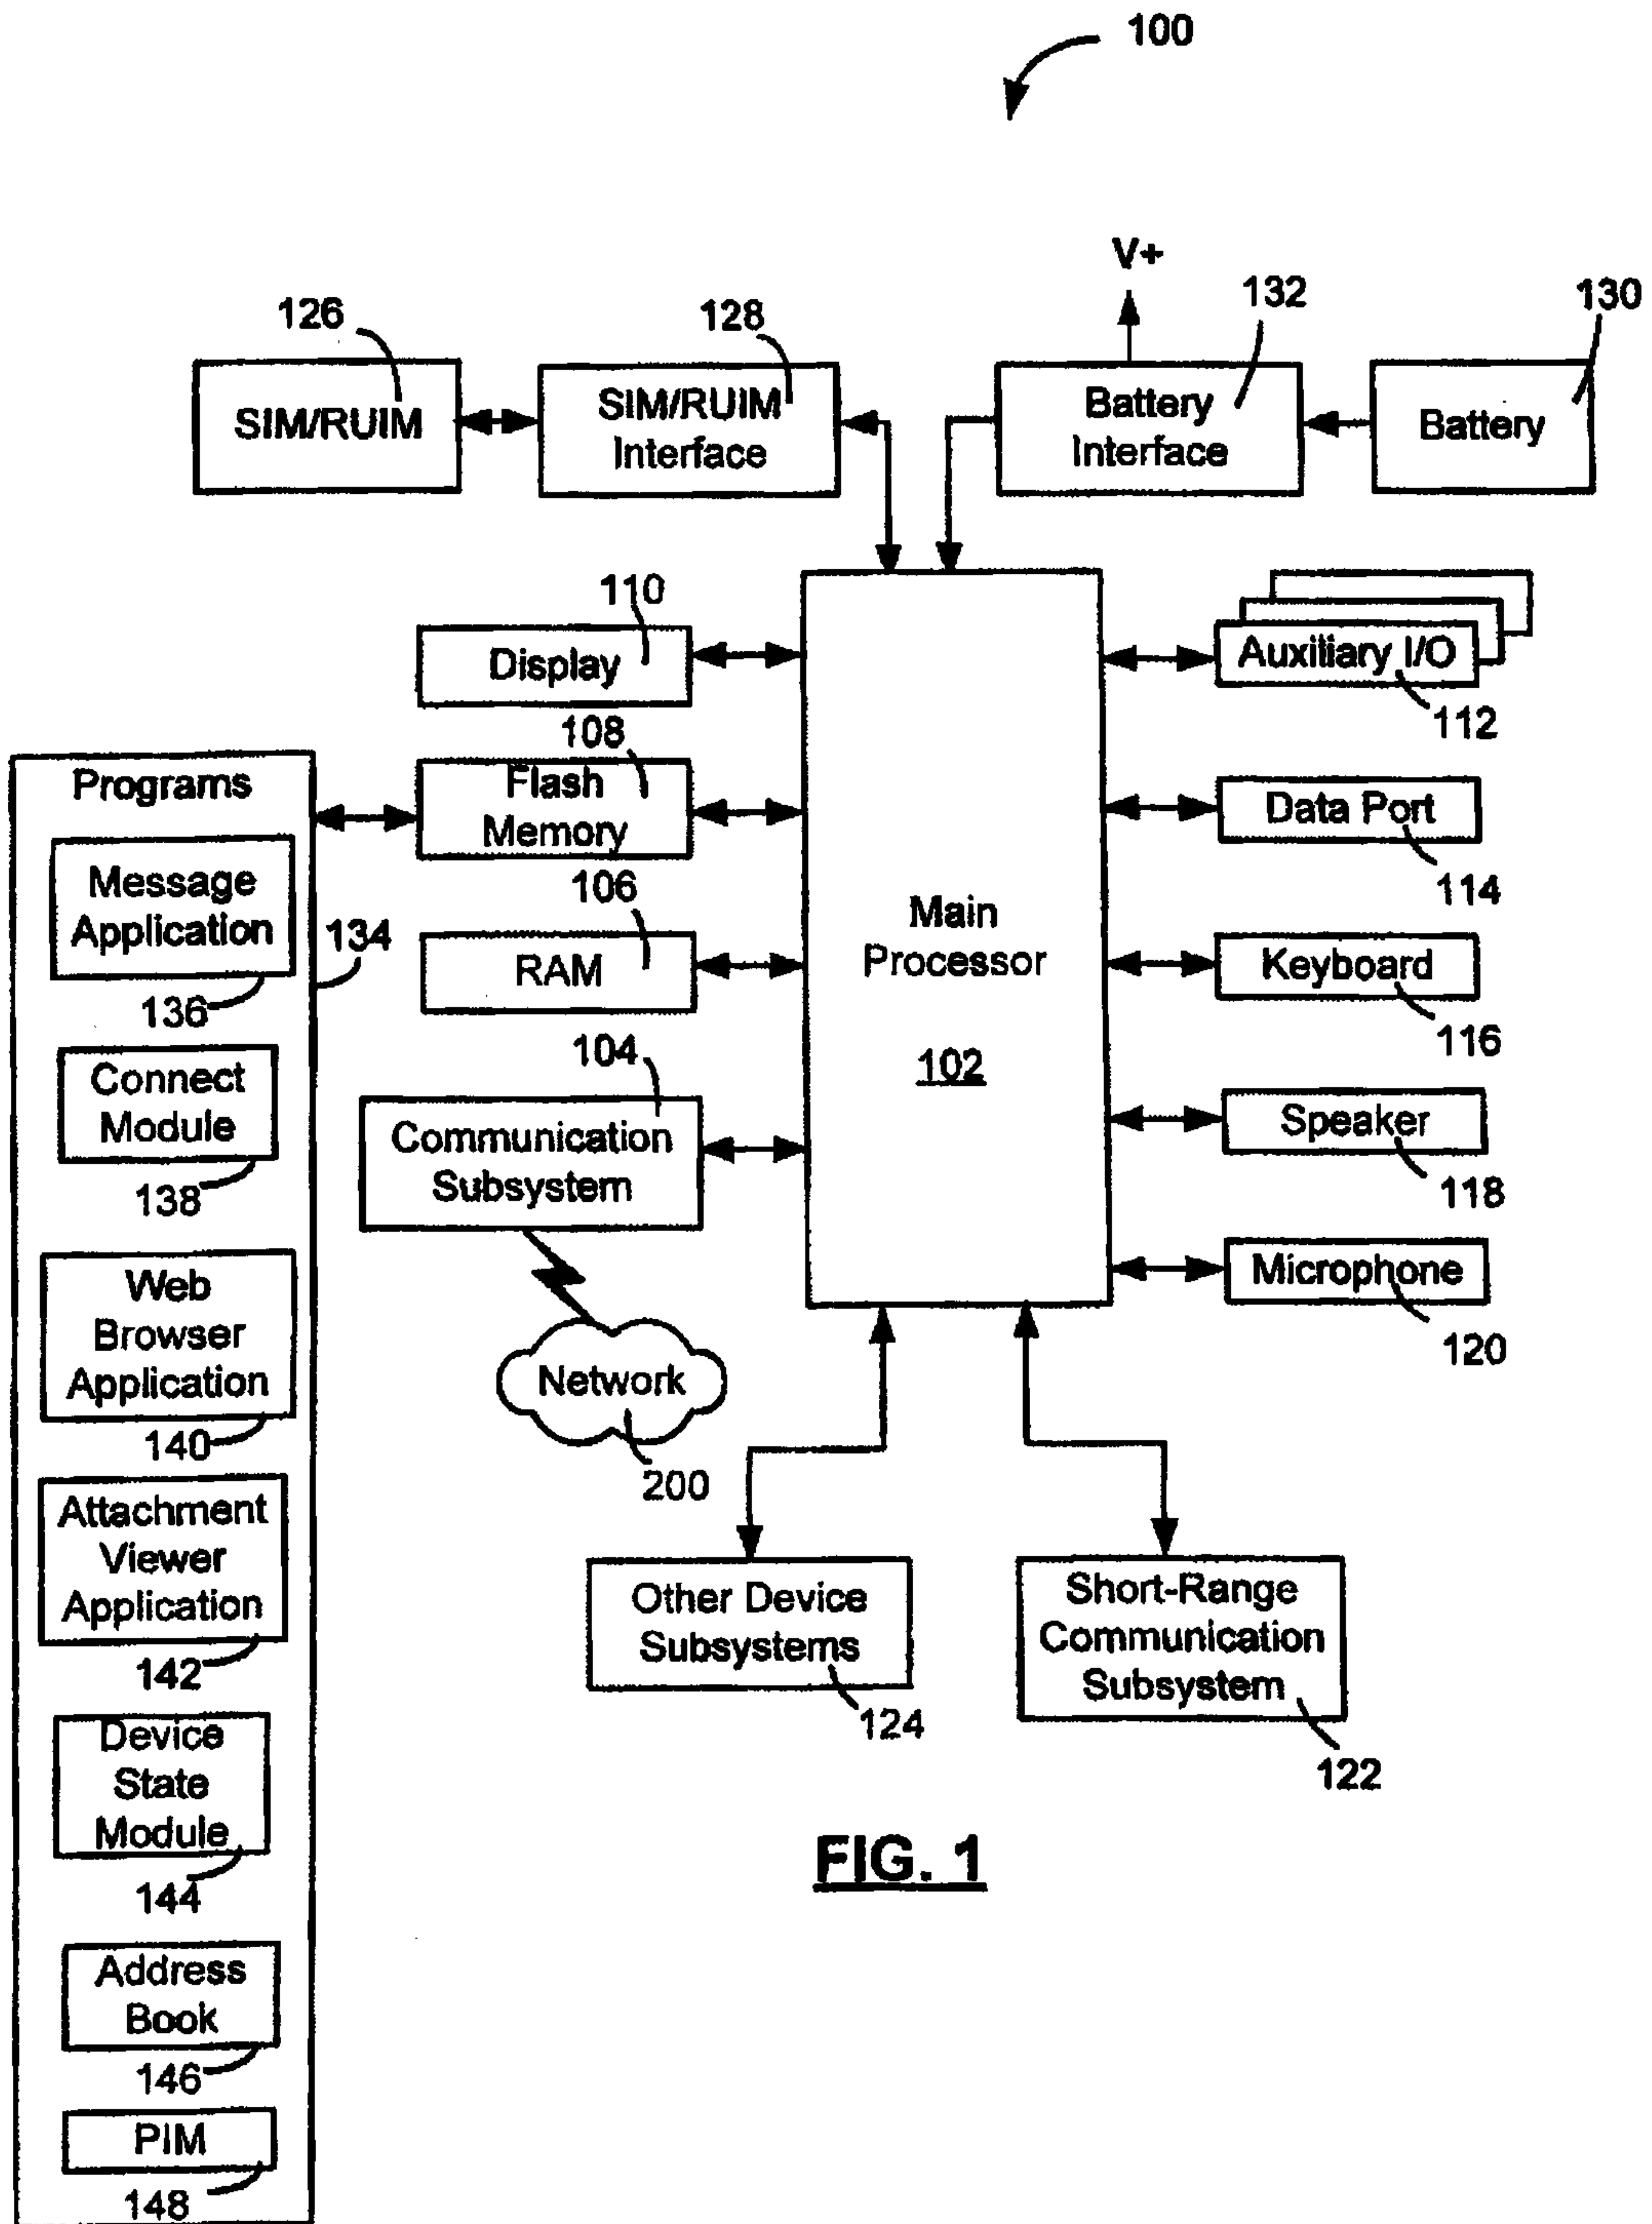 100
V+
126
128
132
130
SIM/RUIM
SIM/RUIM
Interface
Battery
Interface
Battery
110
Display
Auxiliary I/O
112
108
Flash
Memory
Data Port
114
106
RAM
Keyboard
116
Main
Processor
102
104
Communication
Subsystem
Speaker
118
Microphone
120
Network
200
Other Device
Subsystems
124
Short-Range
Communication
Subsystem
122
Programs
134
Message
Application
136
Connect
Module
138
Web
Browser
Application
140
Attachment
Viewer
Application
142
Device
State
Module
144
Address
Book
146
PIM
148
FIG. 1